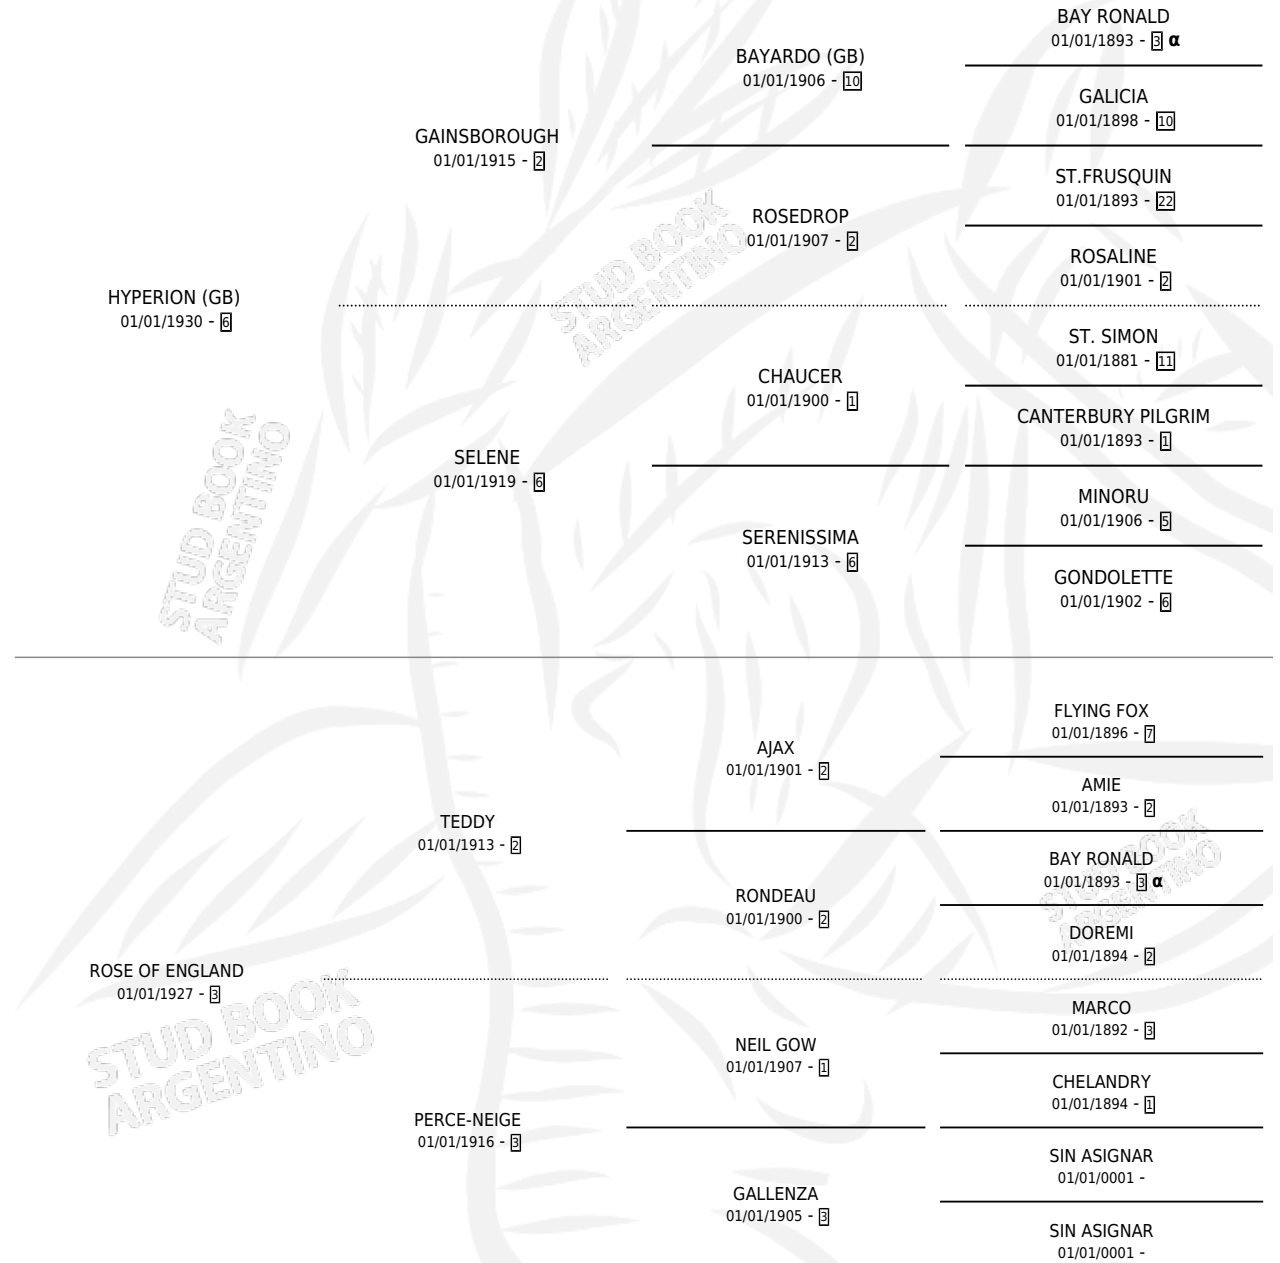 BAY RONALD
01/01/1893 - 3 α
BAYARDO (GB)
01/01/1906 - 10
GALICIA
01/01/1898 - 10
GAINSBOROUGH
01/01/1915 - 2
ST.FRUSQUIN
01/01/1893 - 22
ROSEDROP
01/01/1907 - 2
ROSALINE
01/01/1901 - 2
HYPERION (GB)
01/01/1930 - 6
ST. SIMON
01/01/1881 - 11
CHAUCER
01/01/1900 - 1
CANTERBURY PILGRIM
01/01/1893 - 1
SELENE
01/01/1919 - 6
MINORU
01/01/1906 - 5
SERENISSIMA
01/01/1913 - 6
GONDOLETTE
01/01/1902 - 6
FLYING FOX
01/01/1896 - 7
AJAX
01/01/1901 - 2
AMIE
01/01/1893 - 2
TEDDY
01/01/1913 - 2
BAY RONALD
01/01/1893 - 3 α
RONDEAU
01/01/1900 - 2
DOREMI
01/01/1894 - 2
ROSE OF ENGLAND
01/01/1927 - 3
MARCO
01/01/1892 - 3
NEIL GOW
01/01/1907 - 1
CHELANDRY
01/01/1894 - 1
PERCE-NEIGE
01/01/1916 - 3
SIN ASIGNAR
01/01/0001 -
GALLENZA
01/01/1905 - 3
SIN ASIGNAR
01/01/0001 -
STUD BOOK
ARGENTINO
STUD BOOK
ARGENTINO
STUD BOOK
ARGENTINO
STUD BOOK
ARGENTINO